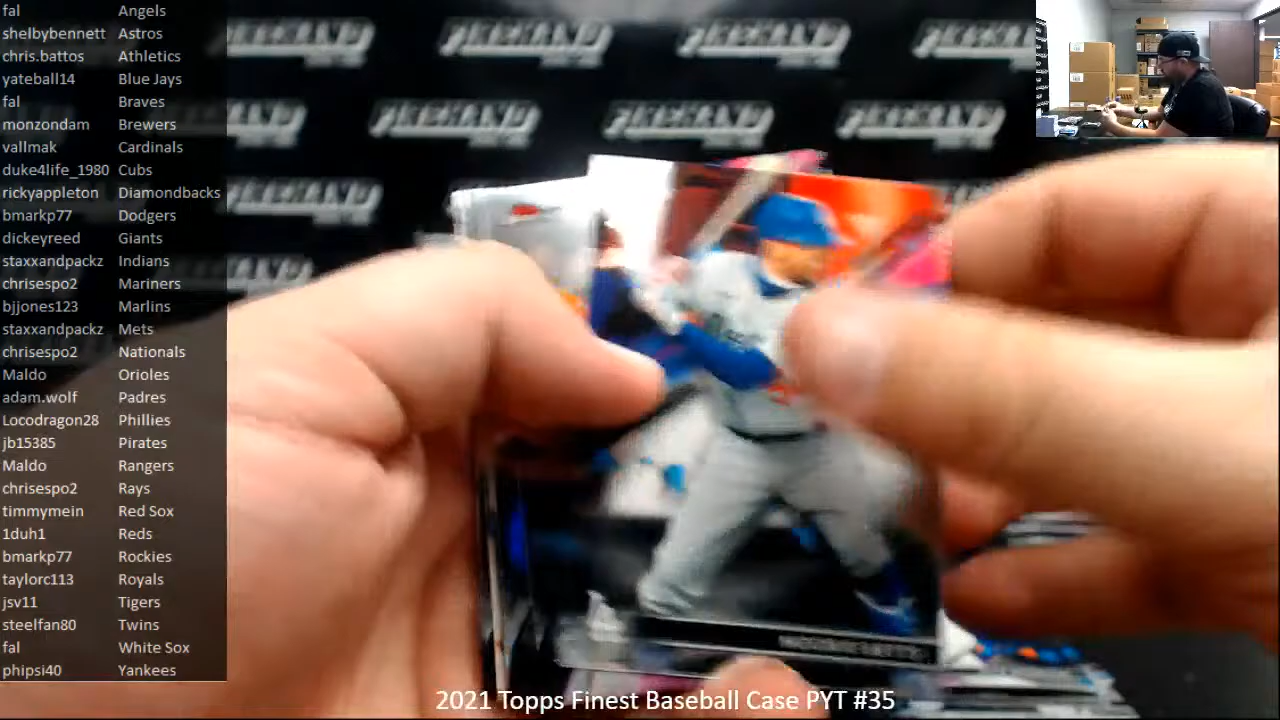 fal Angels
shelbybennett Astros
chris.battos Athletics
yateball14 Blue Jays
fal Braves
monzondam Brewers
vallmak Cardinals
duke4life_1980 Cubs
rickyappleton Diamondbacks
bmarkp77 Dodgers
dickeyreed Giants
staxxandpackz Indians
chrisespo2 Mariners
bjjones123 Marlins
staxxandpackz Mets
chrisespo2 Nationals
Maldo Orioles
adam.wolf Padres
Locodragon28 Phillies
jb15385 Pirates
Maldo Rangers
chrisespo2 Rays
timmymein Red Sox
1duh1 Reds
bmarkp77 Rockies
taylorc113 Royals
jsv11 Tigers
steelfan80 Twins
fal White Sox
phipsi40 Yankees
2021 Topps Finest Baseball Case PYT #35